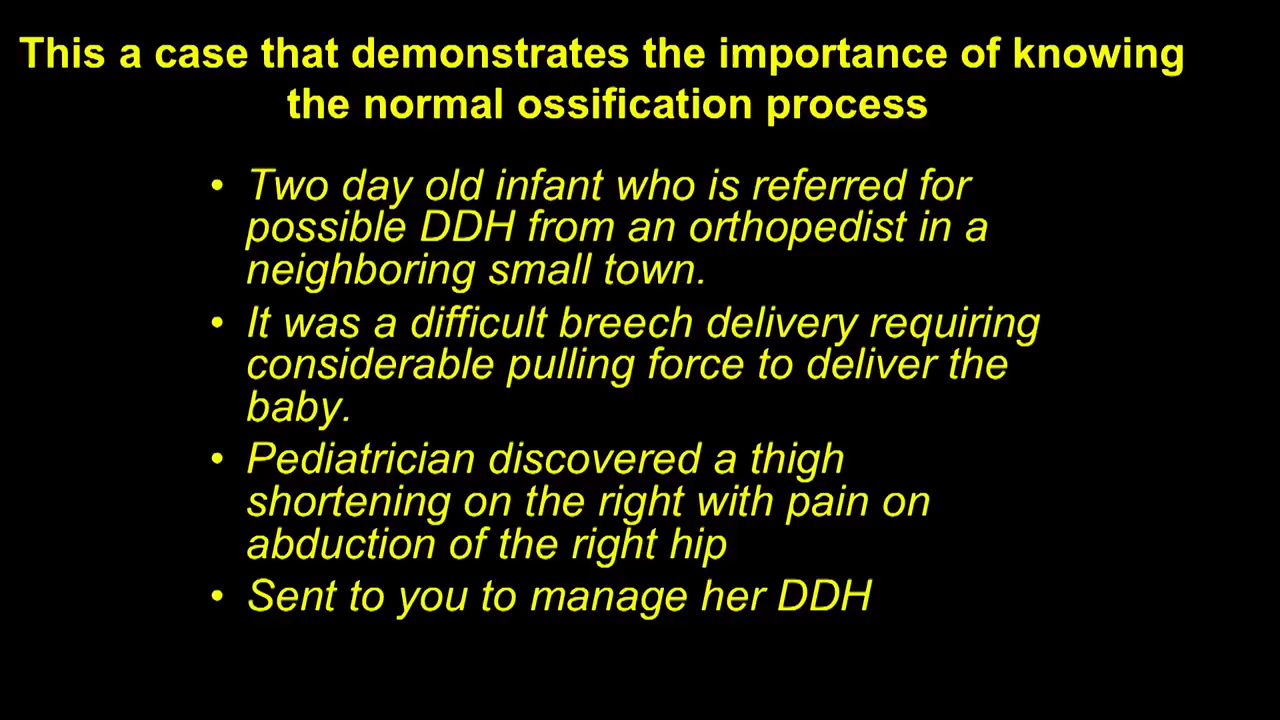 This a case that demonstrates the importance of knowing
the normal ossification process
• Two day old infant who is referred for
possible DDH from an orthopedist in a
neighboring small town.
• It was a difficult breech delivery requiring
considerable pulling force to deliver the
baby.
• Pediatrician discovered a thigh
shortening on the right with pain on
abduction of the right hip
• Sent to you to manage her DDH